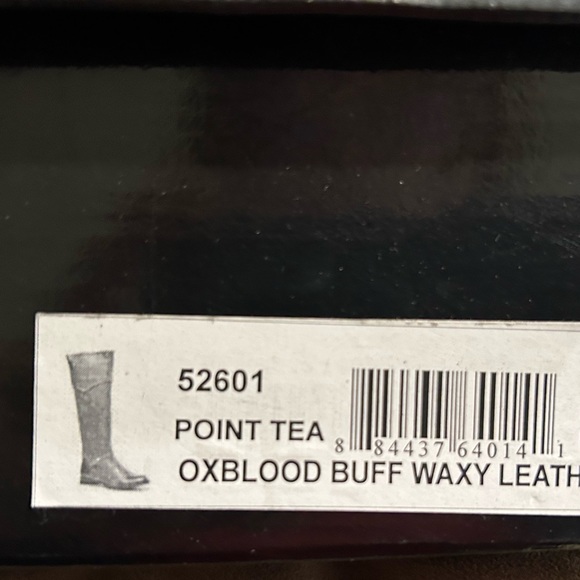 52601
POINT TEA
8 84437 64014 1
OXBLOOD BUFF WAXY LEATH